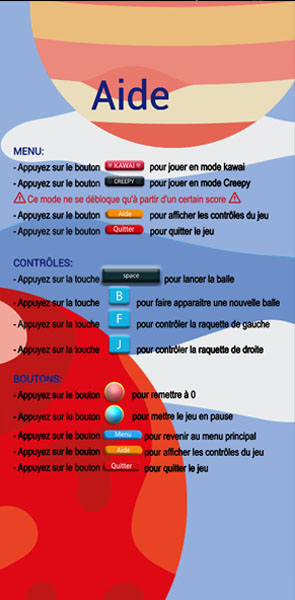 Aide
MENU:
- Appuyez sur le bouton KAWAI pour jouer en mode kawai
- Appuyez sur le bouton CREEPY pour jouer en mode Creepy
⚠ Ce mode ne se débloque qu'à partir d'un certain score ⚠
- Appuyez sur le bouton Aide pour afficher les contrôles du jeu
- Appuyez sur le bouton Quitter pour quitter le jeu
CONTRÔLES:
- Appuyez sur la touche space pour lancer la balle
- Appuyez sur la touche B pour faire apparaitre une nouvelle balle
- Appuyez sur la touche F pour contrôler la raquette de gauche
- Appuyez sur la touche J pour contrôler la raquette de droite
BOUTONS:
- Appuyez sur le bouton pour remettre à 0
- Appuyez sur le bouton pour mettre le jeu en pause
- Appuyez sur le bouton Menu pour revenir au menu principal
- Appuyez sur le bouton Aide pour afficher les contrôles du jeu
- Appuyez sur le bouton Quitter pour quitter le jeu